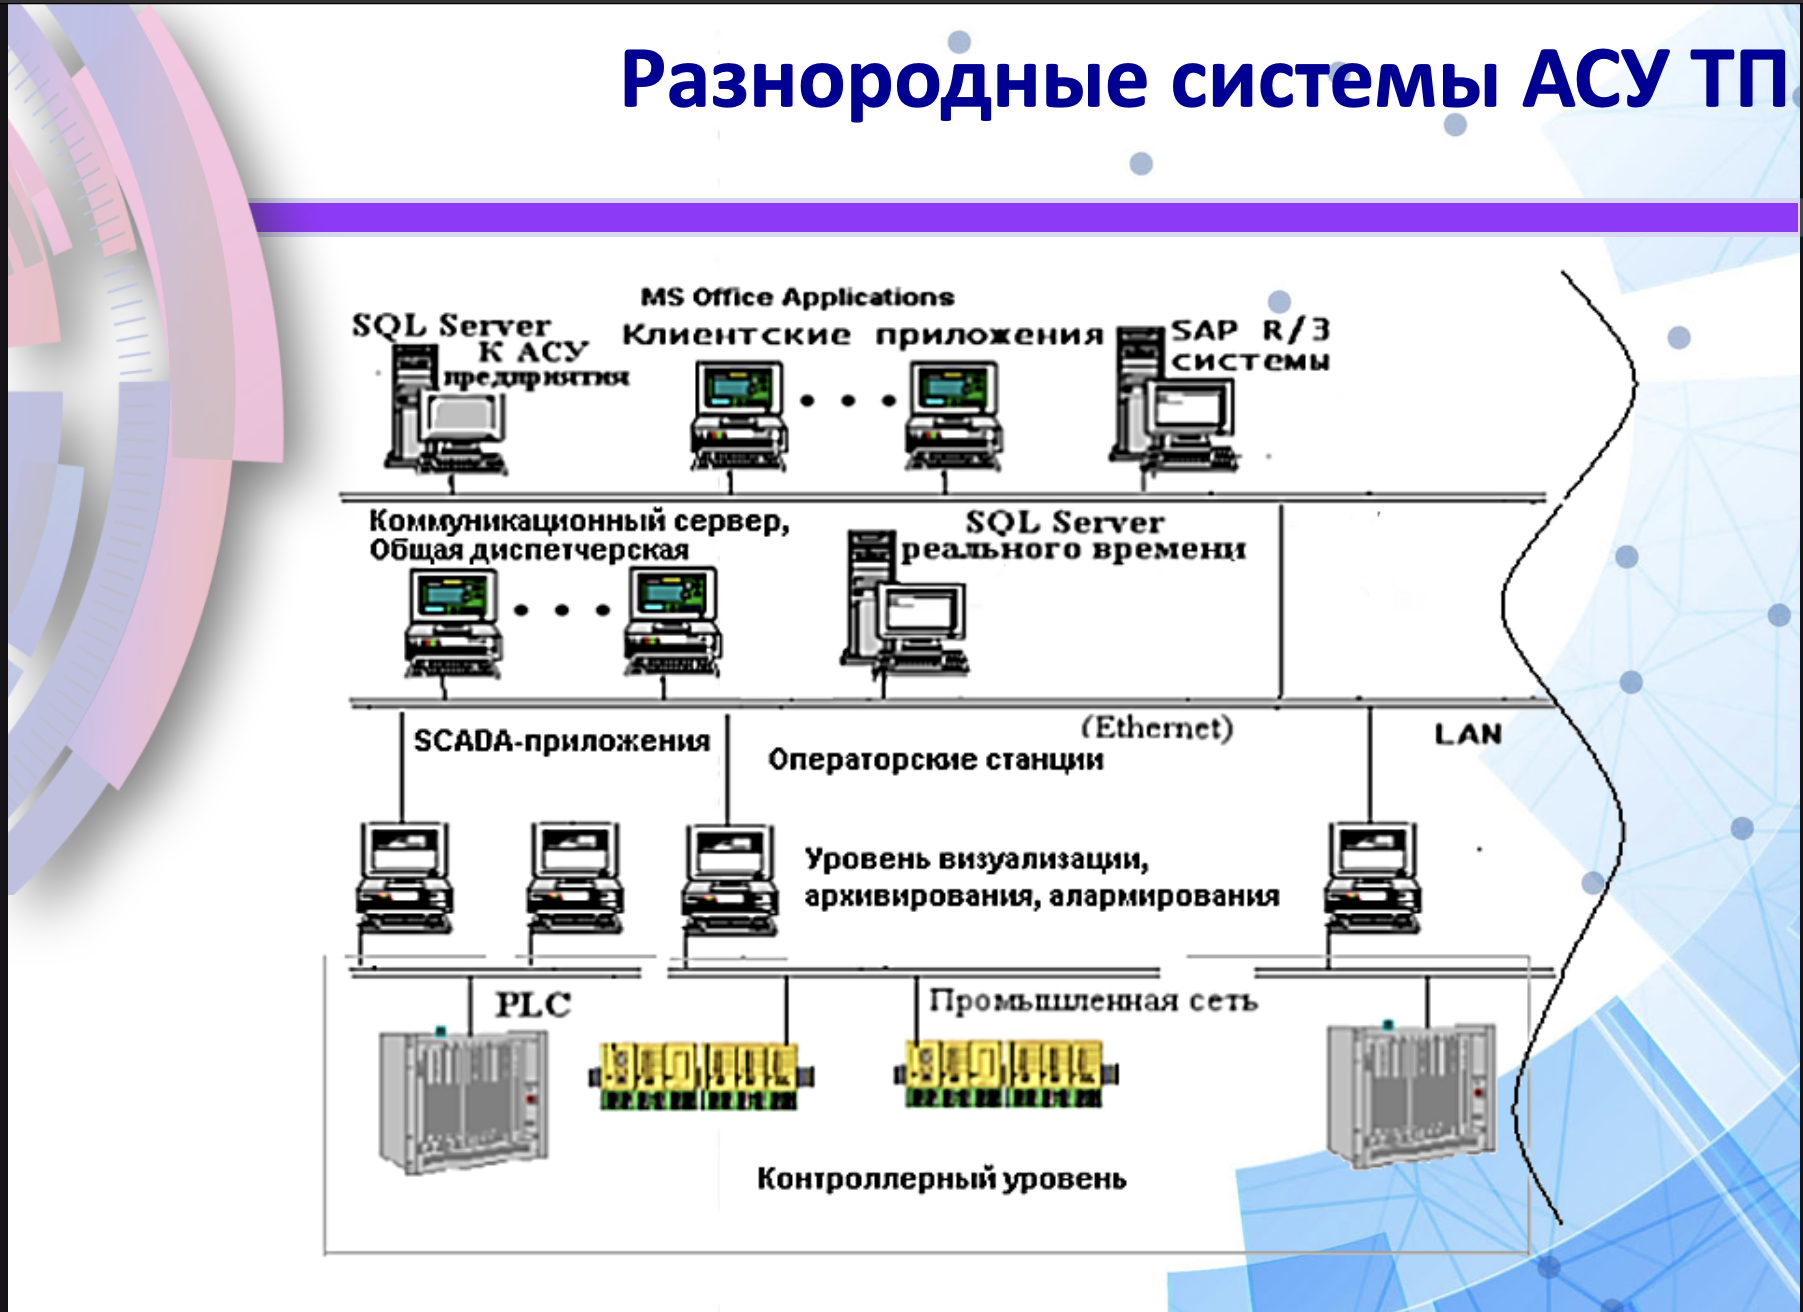 Разнородные системы АСУ ТП
MS Office Applications
SQL Server
К АСУ
предприятия
Клиентские приложения
SAP R/3
системы
Коммуникационный сервер,
Общая диспетчерская
SQL Server
реального времени
(Ethernet)
LAN
SCADA-приложения
Операторские станции
Уровень визуализации,
архивирования, алармирования
PLC
Промышленная сеть
Контроллерный уровень